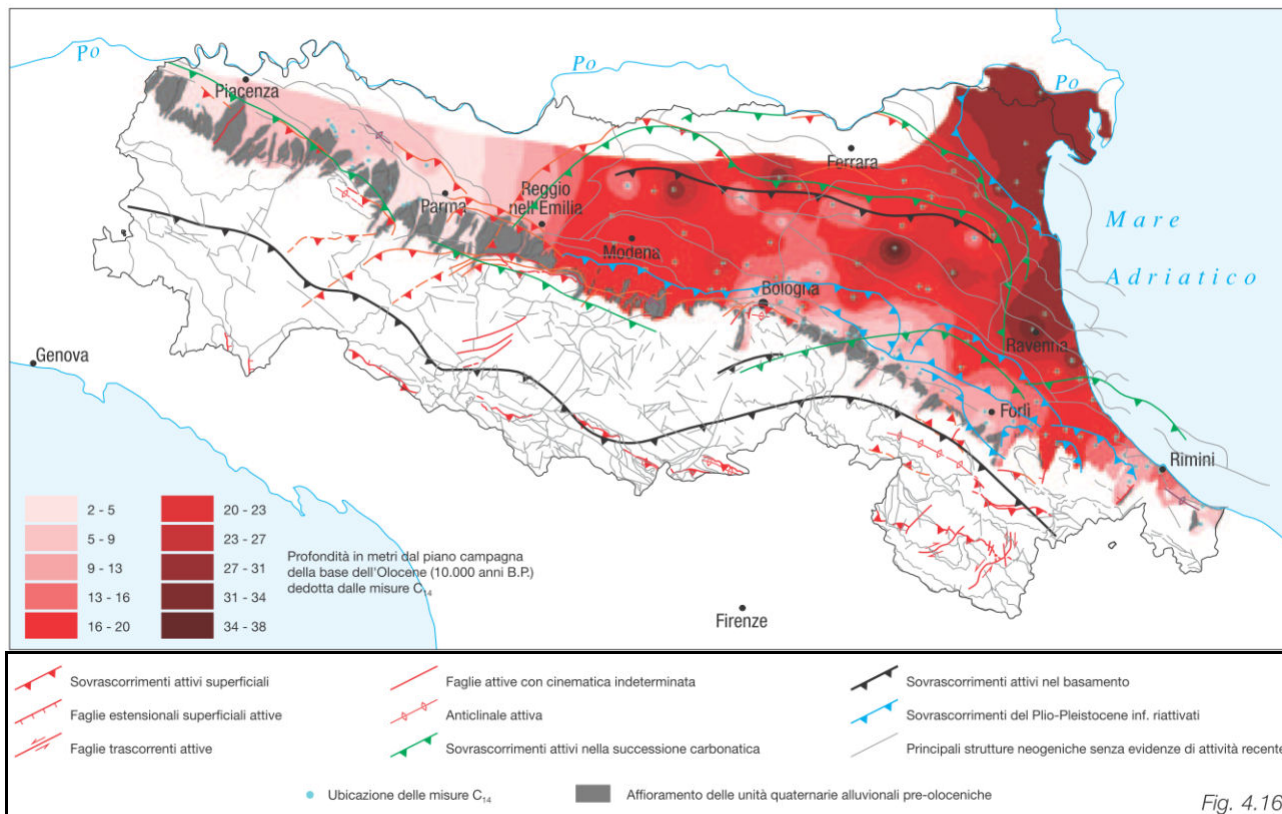 Po
Po
Po
Piacenza
Ferrara
Parma
Reggio
nell'Emilia
Modena
Mare
Adriatico
Bologna
Genova
Ravenna
Forlì
Rimini
Firenze
2 - 5
5 - 9
9 - 13
13 - 16
16 - 20
20 - 23
23 - 27
27 - 31
31 - 34
34 - 38
Profondità in metri dal piano campagna
della base dell'Olocene (10.000 anni B.P.)
dedotta dalle misure C14
Sovrascorrimenti attivi superficiali
Faglie estensionali superficiali attive
Faglie trascorrenti attive
Faglie attive con cinematica indeterminata
Anticlinale attiva
Sovrascorrimenti attivi nella successione carbonatica
Sovrascorrimenti attivi nel basamento
Sovrascorrimenti del Plio-Pleistocene inf. riattivati
Principali strutture neogeniche senza evidenze di attività recente
Ubicazione delle misure C14
Affioramento delle unità quaternarie alluvionali pre-oloceniche
Fig. 4.16